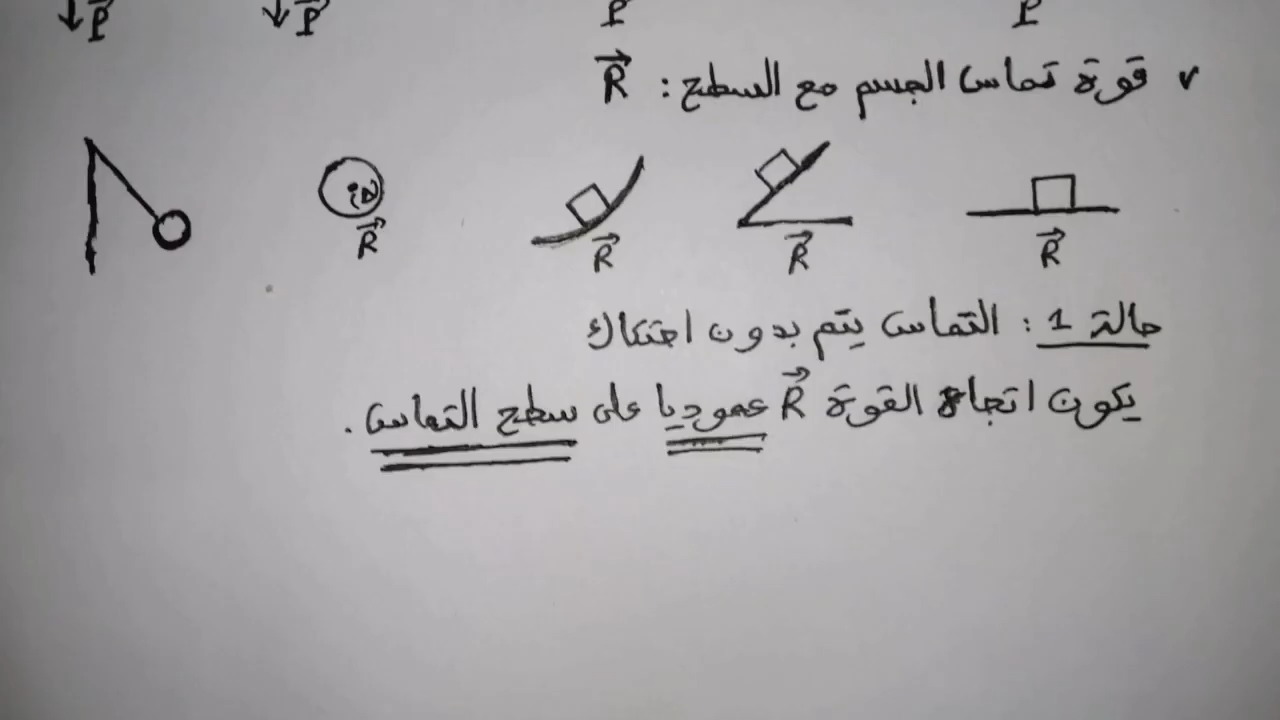 P P P P
قوة تماس الجسم مع السطح : R
R R R R
حالة 1 : التماس يتم بدون احتكاك
يكون اتجاه القوة R عموديا على سطح التماس .